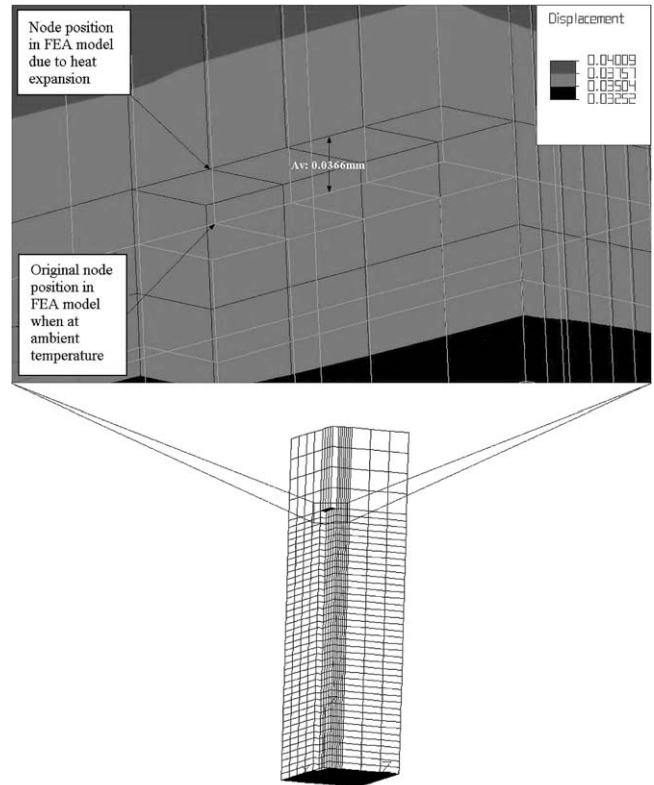 Node position
in FEA model
due to heat
expansion
Displacement
0.04009
0.03757
0.03504
0.03252
Av: 0.0366mm
Original node
position in
FEA model
when at
ambient
temperature